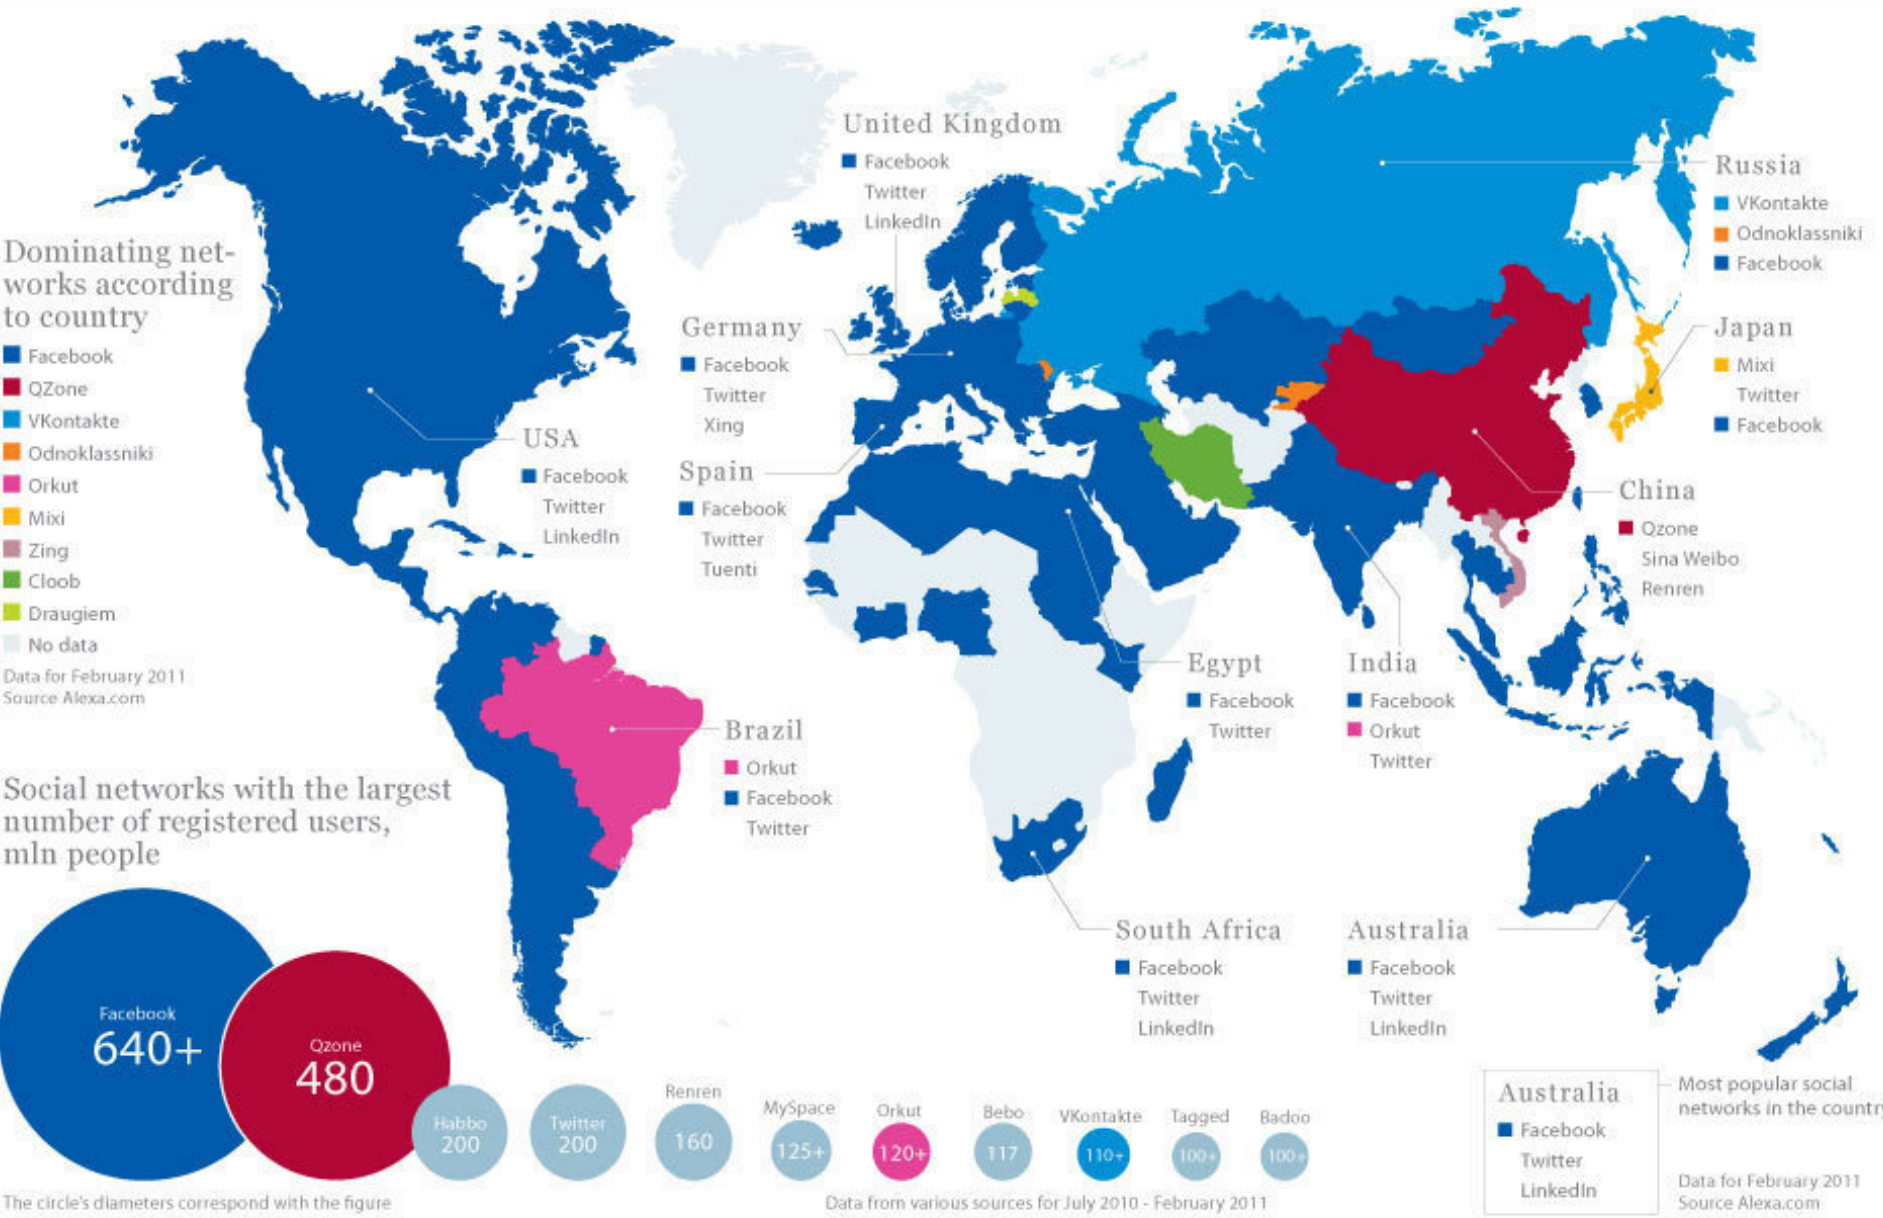 United Kingdom
Facebook
Twitter
LinkedIn
Russia
VKontakte
Odnoklassniki
Facebook
Dominating net-
works according
to country
Facebook
QZone
VKontakte
Odnoklassniki
Orkut
Mixi
Zing
Cloob
Draugiem
No data
Data for February 2011
Source Alexa.com
Germany
Facebook
Twitter
Xing
Japan
Mixi
Twitter
Facebook
USA
Facebook
Twitter
LinkedIn
Spain
Facebook
Twitter
Tuenti
China
Qzone
Sina Weibo
Renren
Egypt
Facebook
Twitter
India
Facebook
Orkut
Twitter
Brazil
Orkut
Facebook
Twitter
Social networks with the largest
number of registered users,
mln people
South Africa
Facebook
Twitter
LinkedIn
Australia
Facebook
Twitter
LinkedIn
Facebook
640+
Qzone
480
Habbo
200
Twitter
200
Renren
160
MySpace
125+
Orkut
120+
Bebo
117
VKontakte
110+
Tagged
100+
Badoo
100+
Australia
Facebook
Twitter
LinkedIn
Most popular social
networks in the country
Data for February 2011
Source Alexa.com
The circle's diameters correspond with the figure
Data from various sources for July 2010 - February 2011